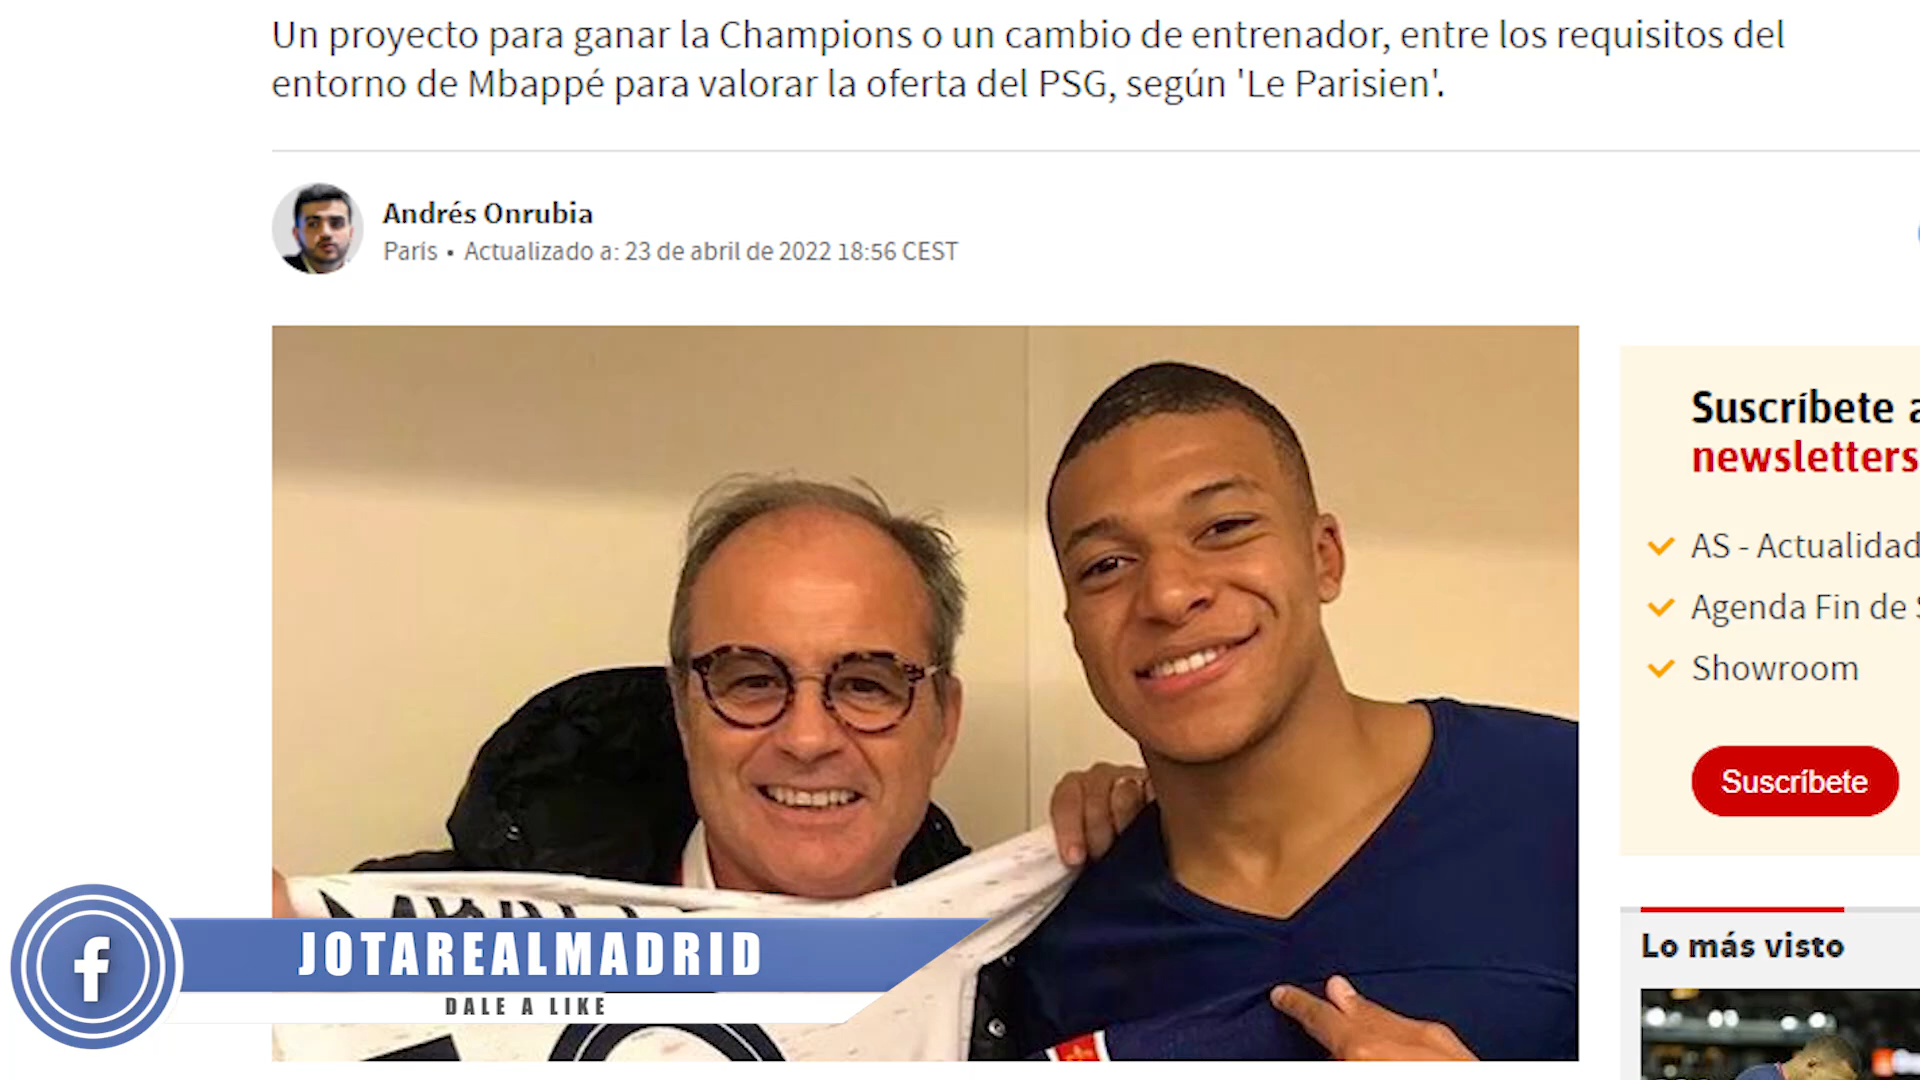 Un proyecto para ganar la Champions o un cambio de entrenador, entre los requisitos del
entorno de Mbappé para valorar la oferta del PSG, según 'Le Parisien'.
Andrés Onrubia
París • Actualizado a: 23 de abril de 2022 18:56 CEST
Suscríbete a
newsletters
AS - Actualidad
Agenda Fin de
Showroom
Suscríbete
Lo más visto
JOTAREALMADRID
DALE A LIKE